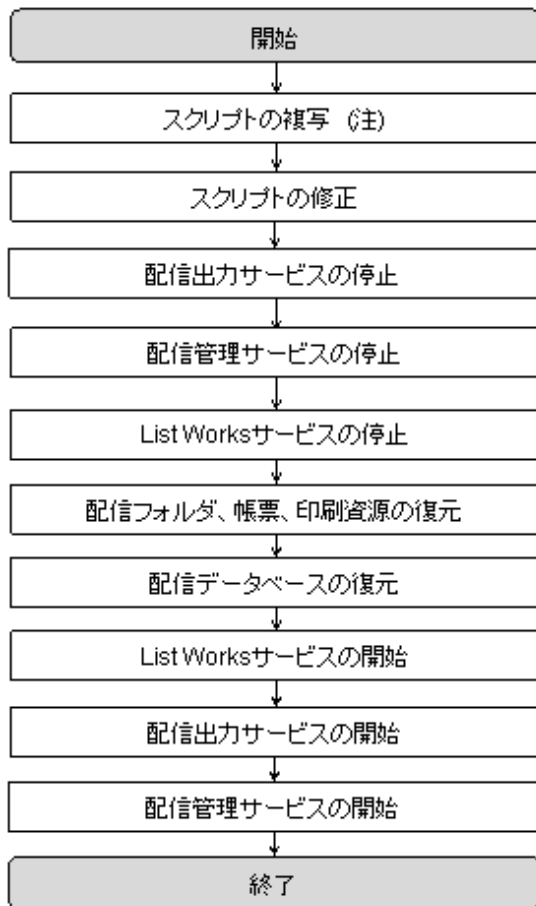 開始
スクリプトの複写 (注)
スクリプトの修正
配信出力サービスの停止
配信管理サービスの停止
List Worksサービスの停止
配信フォルダ、帳票、印刷資源の復元
配信データベースの復元
List Worksサービスの開始
配信出力サービスの開始
配信管理サービスの開始
終了